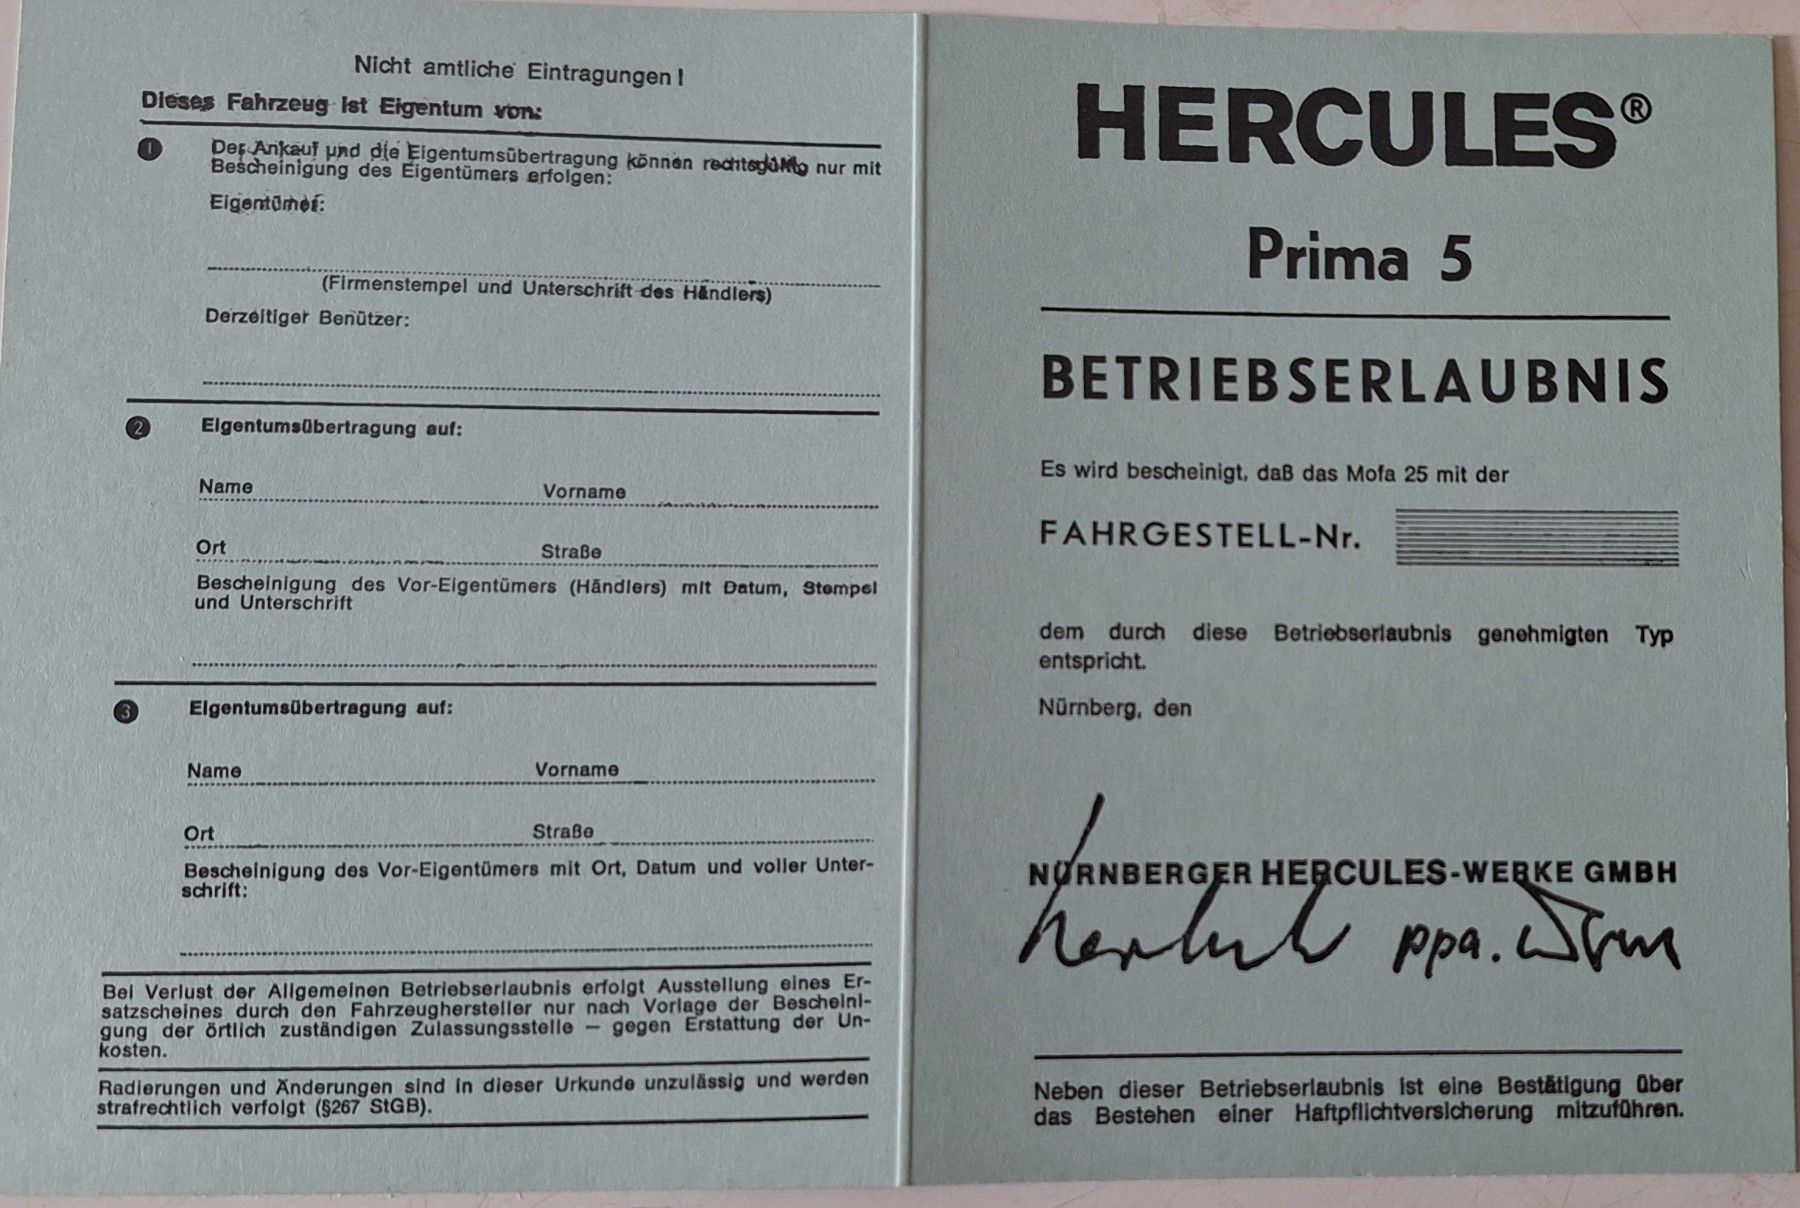 Nicht amtliche Eintragungen!
Dieses Fahrzeug ist Eigentum von:
1 Der Ankauf und die Eigentumsübertragung können rechtsgültig nur mit
Bescheinigung des Eigentümers erfolgen:
Eigentümer:
(Firmenstempel und Unterschrift des Händlers)
Derzeitiger Benützer:
2 Eigentumsübertragung auf:
Name Vorname
Ort Straße
Bescheinigung des Vor-Eigentümers (Händlers) mit Datum, Stempel
und Unterschrift
3 Eigentumsübertragung auf:
Name Vorname
Ort Straße
Bescheinigung des Vor-Eigentümers mit Ort, Datum und voller Unter-
schrift:
Bei Verlust der Allgemeinen Betriebserlaubnis erfolgt Ausstellung eines Er-
satzscheines durch den Fahrzeughersteller nur nach Vorlage der Bescheini-
gung der örtlich zuständigen Zulassungsstelle — gegen Erstattung der Un-
kosten.
Radierungen und Änderungen sind in dieser Urkunde unzulässig und werden
strafrechtlich verfolgt (§267 StGB).
HERCULES®
Prima 5
BETRIEBSERLAUBNIS
Es wird bescheinigt, daß das Mofa 25 mit der
FAHRGESTELL-Nr.
dem durch diese Betriebserlaubnis genehmigten Typ
entspricht.
Nürnberg, den
NÜRNBERGER HERCULES-WERKE GMBH
ppa.
Neben dieser Betriebserlaubnis ist eine Bestätigung über
das Bestehen einer Haftpflichtversicherung mitzuführen.